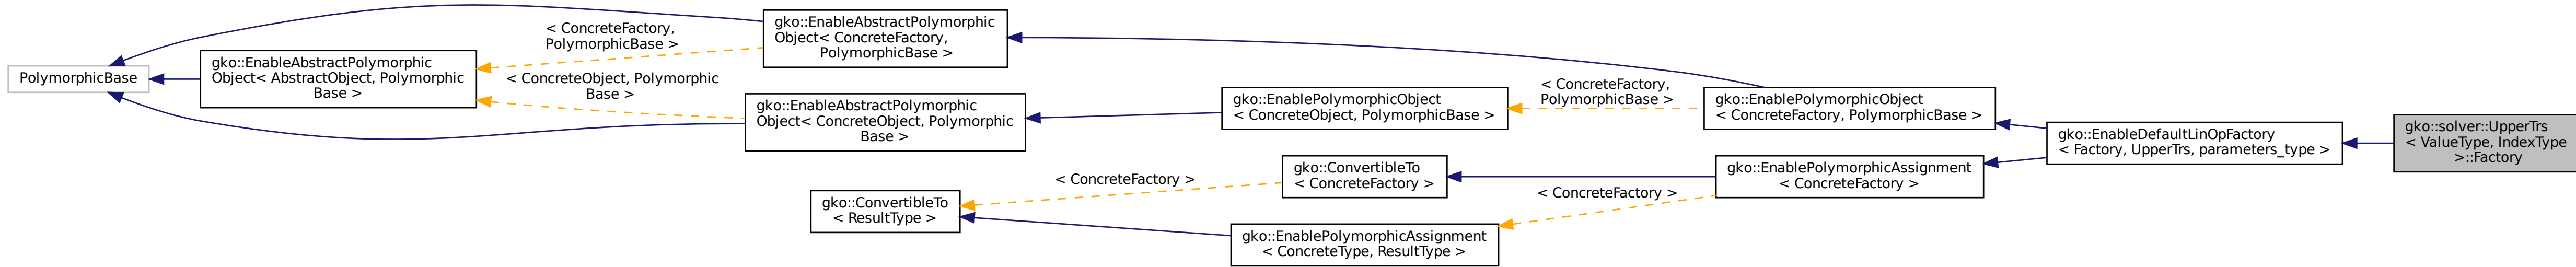 PolymorphicBase
gko::EnableAbstractPolymorphic
Object< AbstractObject, Polymorphic
Base >
< ConcreteFactory,
PolymorphicBase >
< ConcreteObject, Polymorphic
Base >
gko::EnableAbstractPolymorphic
Object< ConcreteFactory,
PolymorphicBase >
gko::EnableAbstractPolymorphic
Object< ConcreteObject, Polymorphic
Base >
gko::ConvertibleTo
< ResultType >
< ConcreteFactory >
gko::EnablePolymorphicObject
< ConcreteObject, PolymorphicBase >
gko::ConvertibleTo
< ConcreteFactory >
gko::EnablePolymorphicAssignment
< ConcreteType, ResultType >
< ConcreteFactory,
PolymorphicBase >
< ConcreteFactory >
gko::EnablePolymorphicObject
< ConcreteFactory, PolymorphicBase >
gko::EnablePolymorphicAssignment
< ConcreteFactory >
gko::EnableDefaultLinOpFactory
< Factory, UpperTrs, parameters_type >
gko::solver::UpperTrs
< ValueType, IndexType
>::Factory